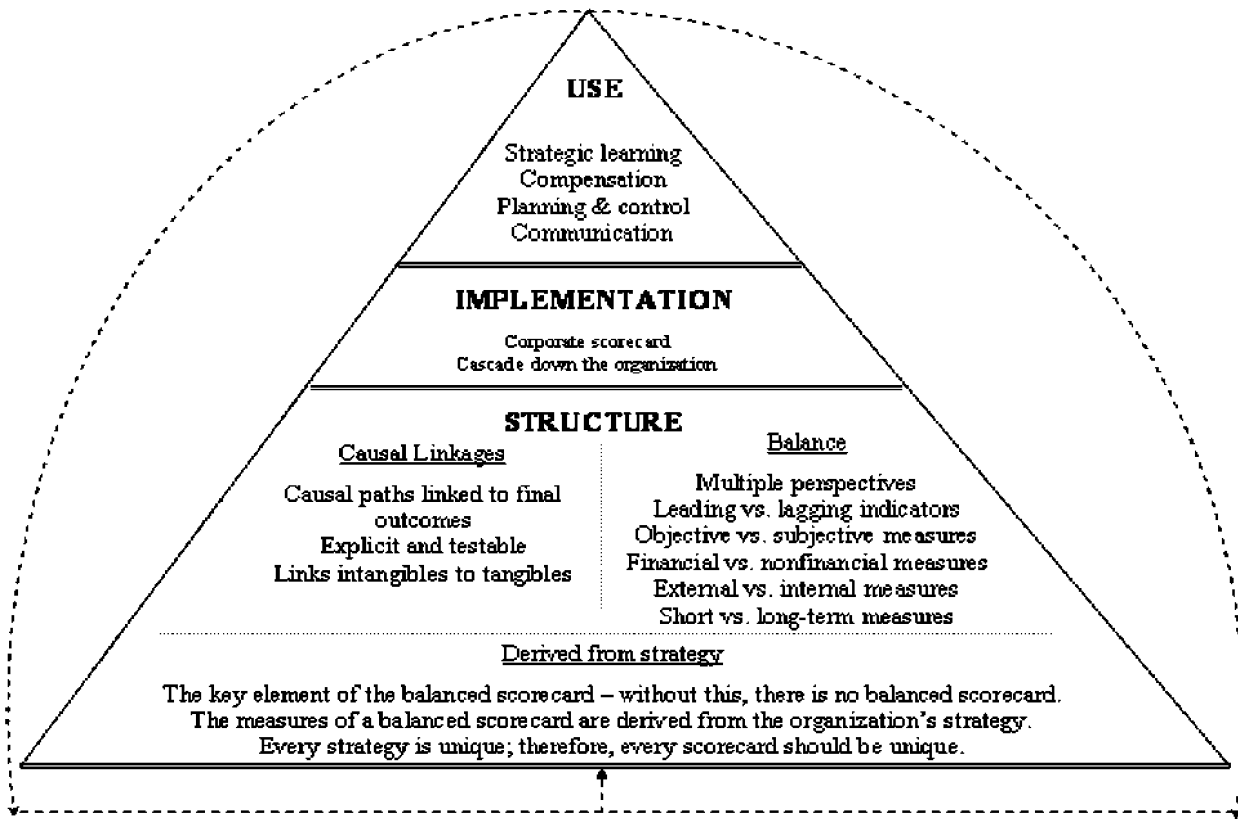 USE
Strategic learning
Compensation
Planning & control
Communication
IMPLEMENTATION
Corporate scorecard
Cascade down the organization
STRUCTURE
Causal Linkages
Causal paths linked to final
outcomes
Explicit and testable
Links intangibles to tangibles
Balance
Multiple perspectives
Leading vs. lagging indicators
Objective vs. subjective measures
Financial vs. nonfinancial measures
External vs. internal measures
Short vs. long-term measures
Derived from strategy
The key element of the balanced scorecard – without this, there is no balanced scorecard.
The measures of a balanced scorecard are derived from the organization's strategy.
Every strategy is unique; therefore, every scorecard should be unique.